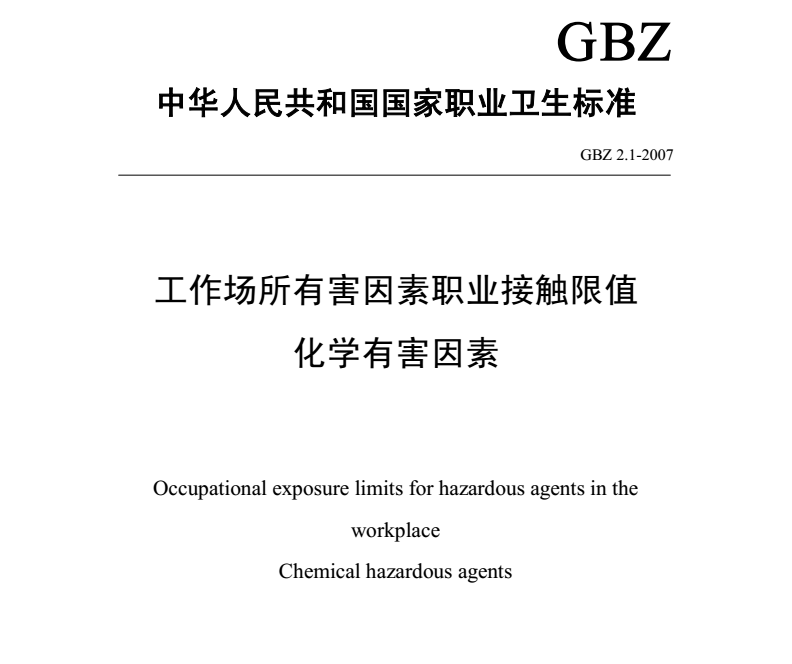 GBZ
中华人民共和国国家职业卫生标准
GBZ 2.1-2007
工作场所有害因素职业接触限值
化学有害因素
Occupational exposure limits for hazardous agents in the
workplace
Chemical hazardous agents